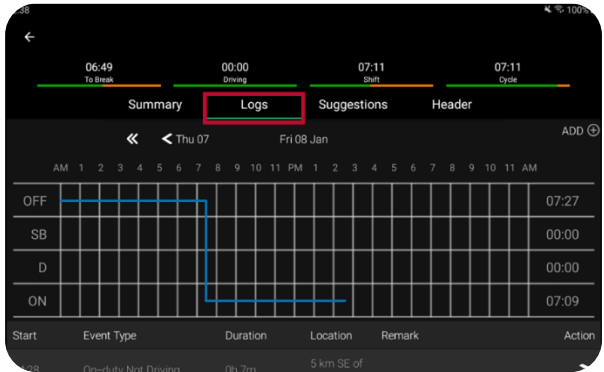 :38 100%
06:49 00:00 07:11 07:11
To Break Driving Shift Cycle
Summary Logs Suggestions Header
Thu 07 Fri 08 Jan ADD
AM 1 2 3 4 5 6 7 8 9 10 11 PM 1 2 3 4 5 6 7 8 9 10 11 AM
OFF 07:27
SB 00:00
D 00:00
ON 07:09
Start Event Type Duration Location Remark Action
:28 On-duty Not Driving 0h 7m 5 km SE of